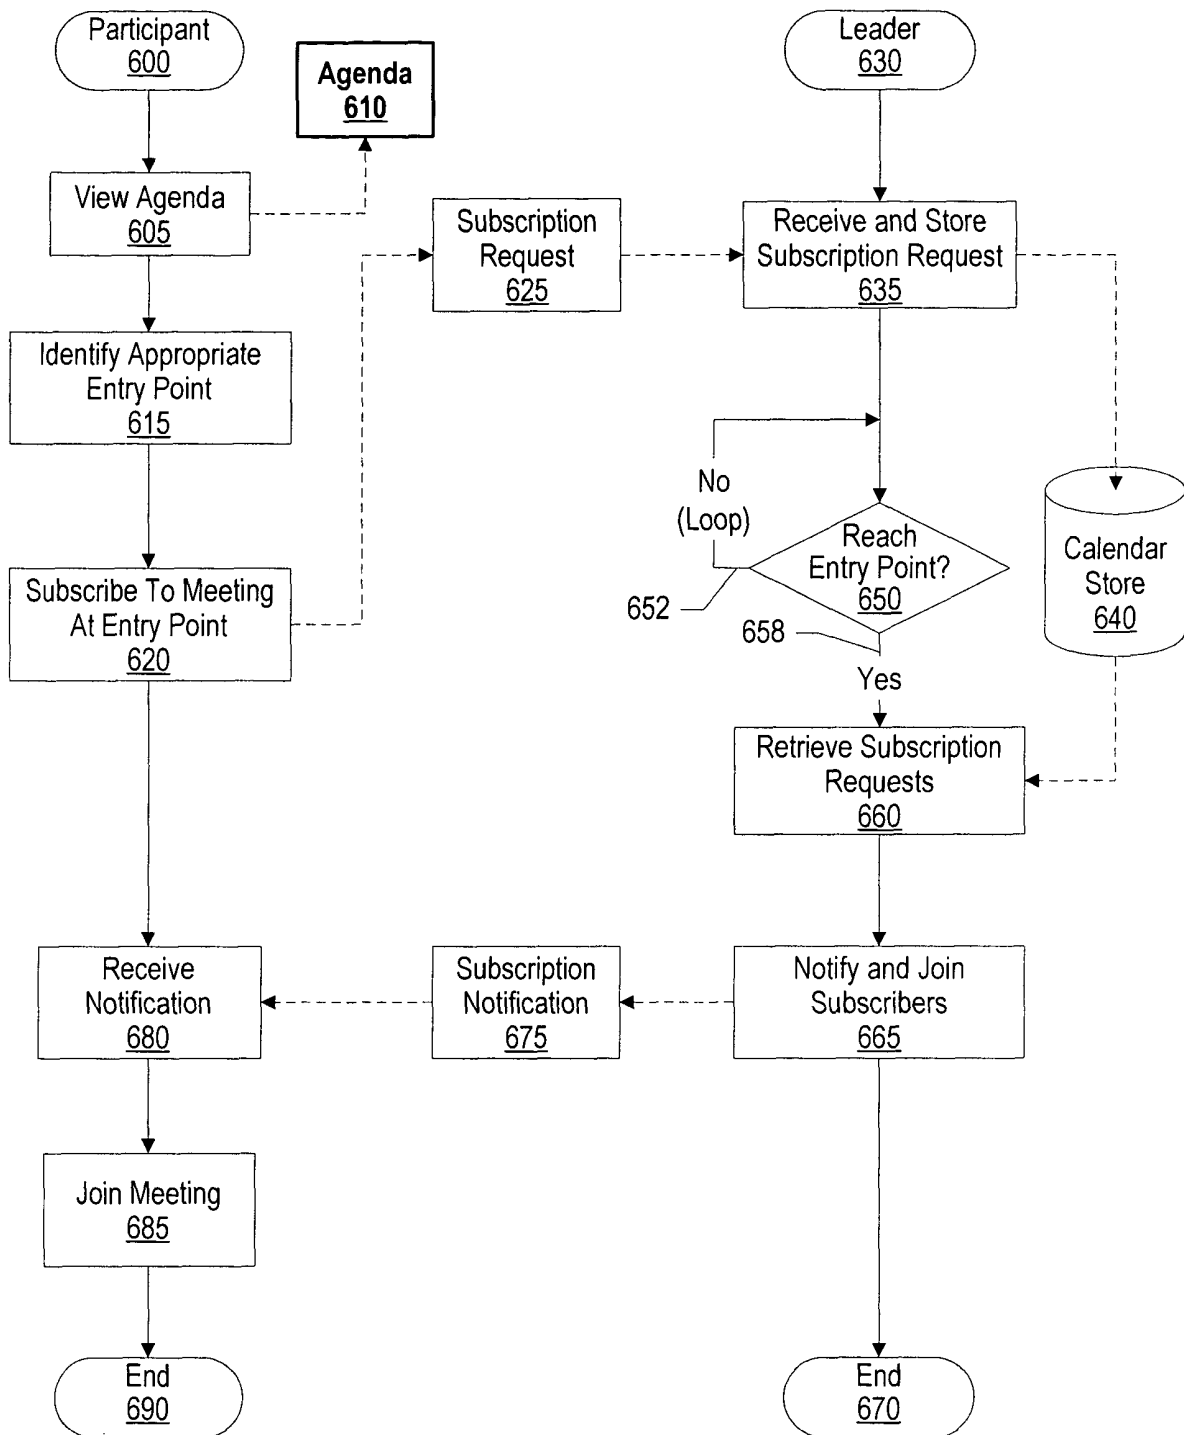 Participant
600
Agenda
610
Leader
630
View Agenda
605
Subscription
Request
625
Receive and Store
Subscription Request
635
Identify Appropriate
Entry Point
615
No
(Loop)
Reach
Entry Point?
650
652
658
Yes
Calendar
Store
640
Subscribe To Meeting
At Entry Point
620
Retrieve Subscription
Requests
660
Receive
Notification
680
Subscription
Notification
675
Notify and Join
Subscribers
665
Join Meeting
685
End
690
End
670